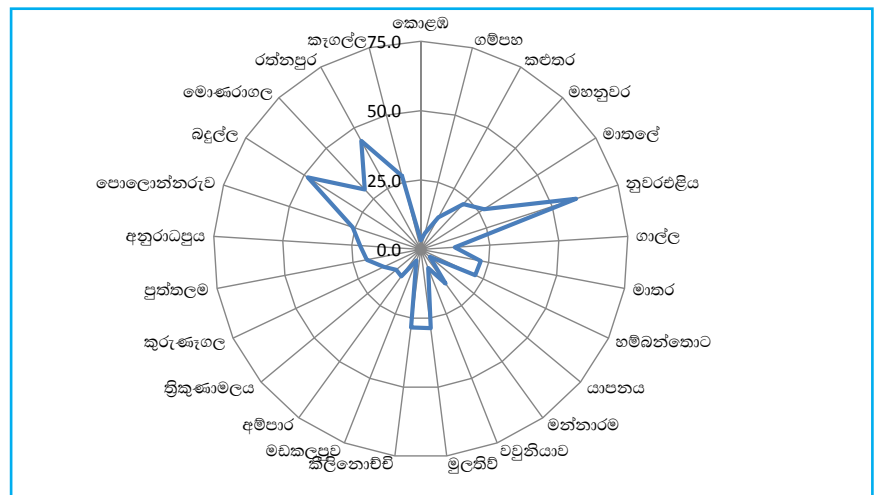 කොළඹ
ගම්පහ
කළුතර
මහනුවර
මාතලේ
නුවරඑළිය
ගාල්ල
මාතර
හම්බන්තොට
යාපනය
මන්නාරම
වවුනියාව
මුලතිව්
කිලිනොච්චි
මඩකලපුව
අම්පාර
ත්‍රිකුණාමලය
කුරුණෑගල
පුත්තලම
අනුරාධපුය
පොලොන්නරුව
බදුල්ල
මොණරාගල
රත්නපුර
කෑගල්ල
75.0
50.0
25.0
0.0